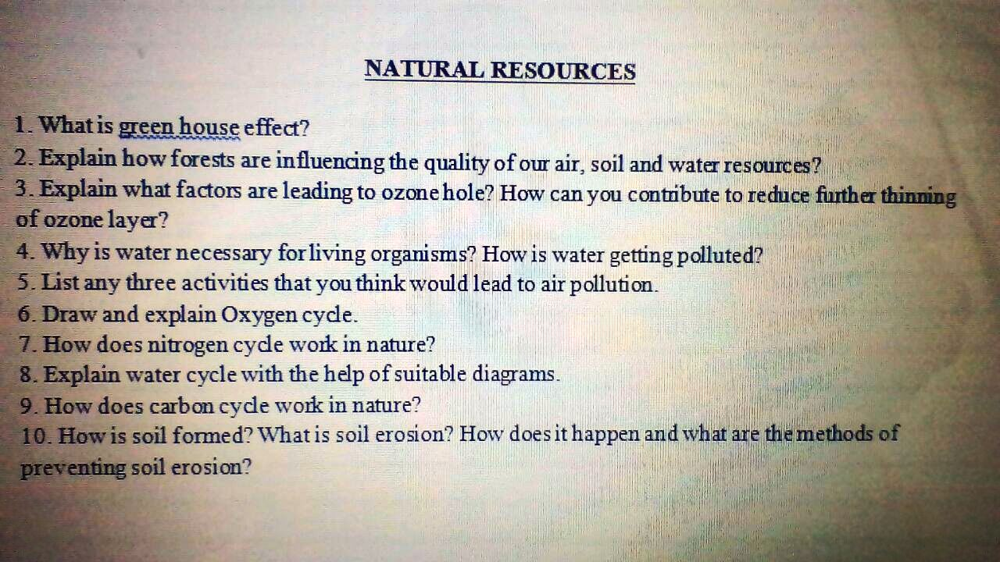 NATURAL RESOURCES
1. What is green house effect?
2. Explain how forests are influencing the quality of our air, soil and water resources?
3. Explain what factors are leading to ozone hole? How can you contribute to reduce further thinning
of ozone layer?
4. Why is water necessary for living organisms? How is water getting polluted?
5. List any three activities that you think would lead to air pollution.
6. Draw and explain Oxygen cycle.
7. How does nitrogen cycle work in nature?
8. Explain water cycle with the help of suitable diagrams.
9. How does carbon cycle work in nature?
10. How is soil formed? What is soil erosion? How does it happen and what are the methods of
preventing soil erosion?